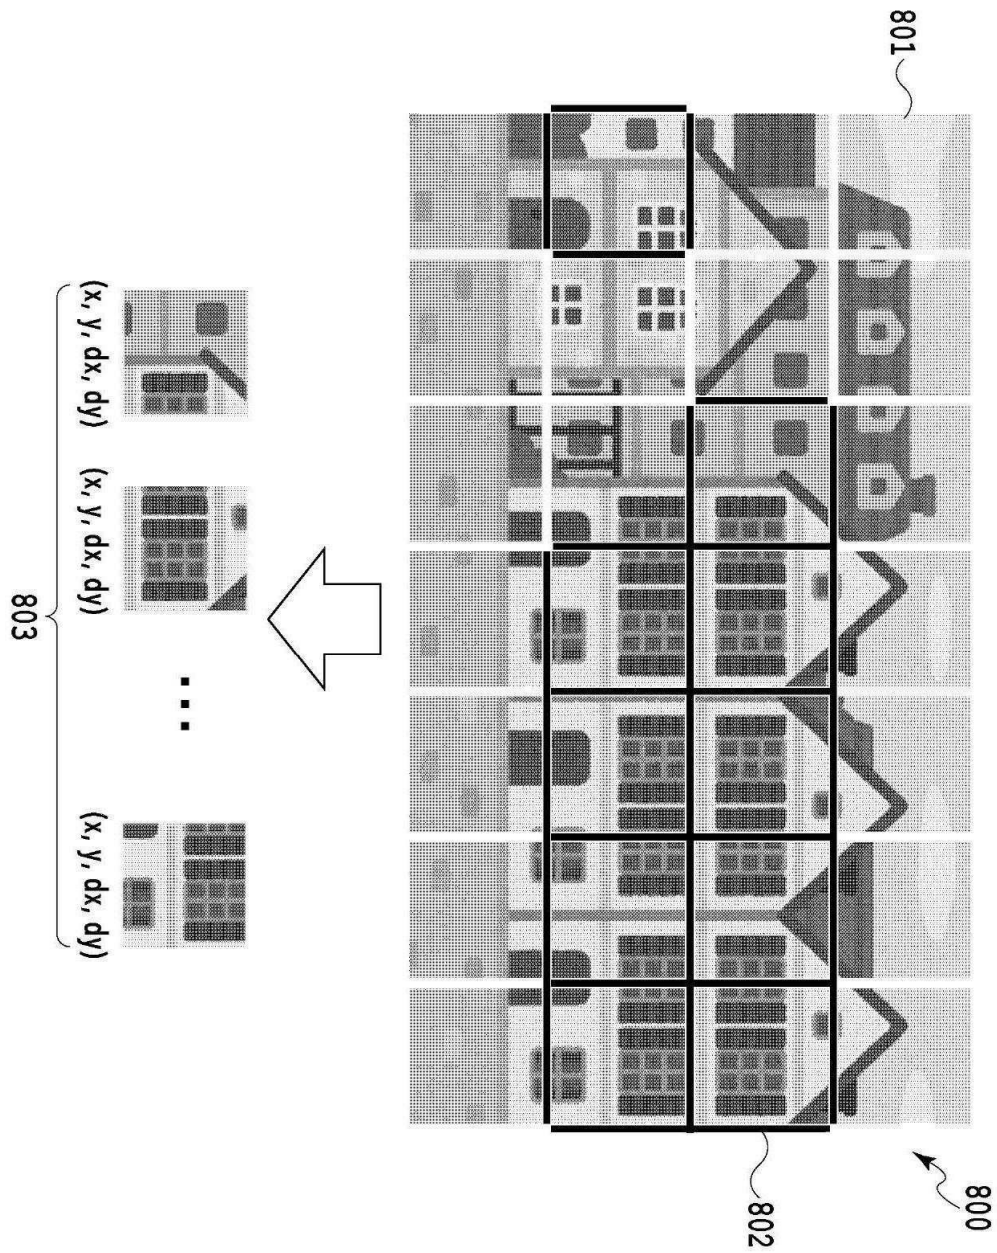 801
800
802
(x, y, dx, dy)
(x, y, dx, dy)
...
(x, y, dx, dy)
803